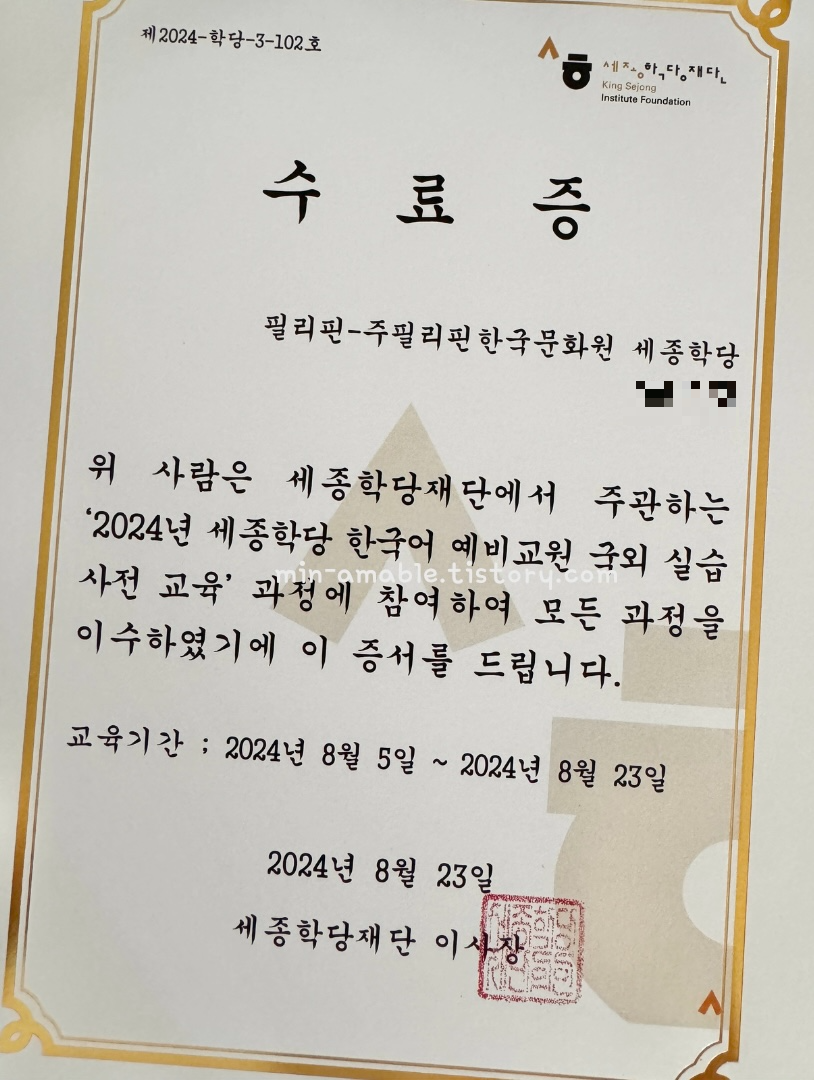 제2024-학당-3-102호
세종학당재단
King Sejong
Institute Foundation
수 료 증
필리핀-주필리핀한국문화원 세종학당
위 사람은 세종학당재단에서 주관하는
‘2024년 세종학당 한국어 예비교원 국외 실습
사전 교육’ 과정에 참여하여 모든 과정을
이수하였기에 이 증서를 드립니다.
min-amable.tistory.com
교육기간 ; 2024년 8월 5일 ~ 2024년 8월 23일
2024년 8월 23일
세종학당재단 이사장